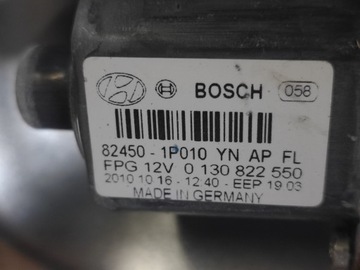 BOSCH 058
82450 - 1P010 YN AP FL
FPG 12V 0 130 822 550
2010 10 16 - 12 40 - EEP 19 03
MADE IN GERMANY